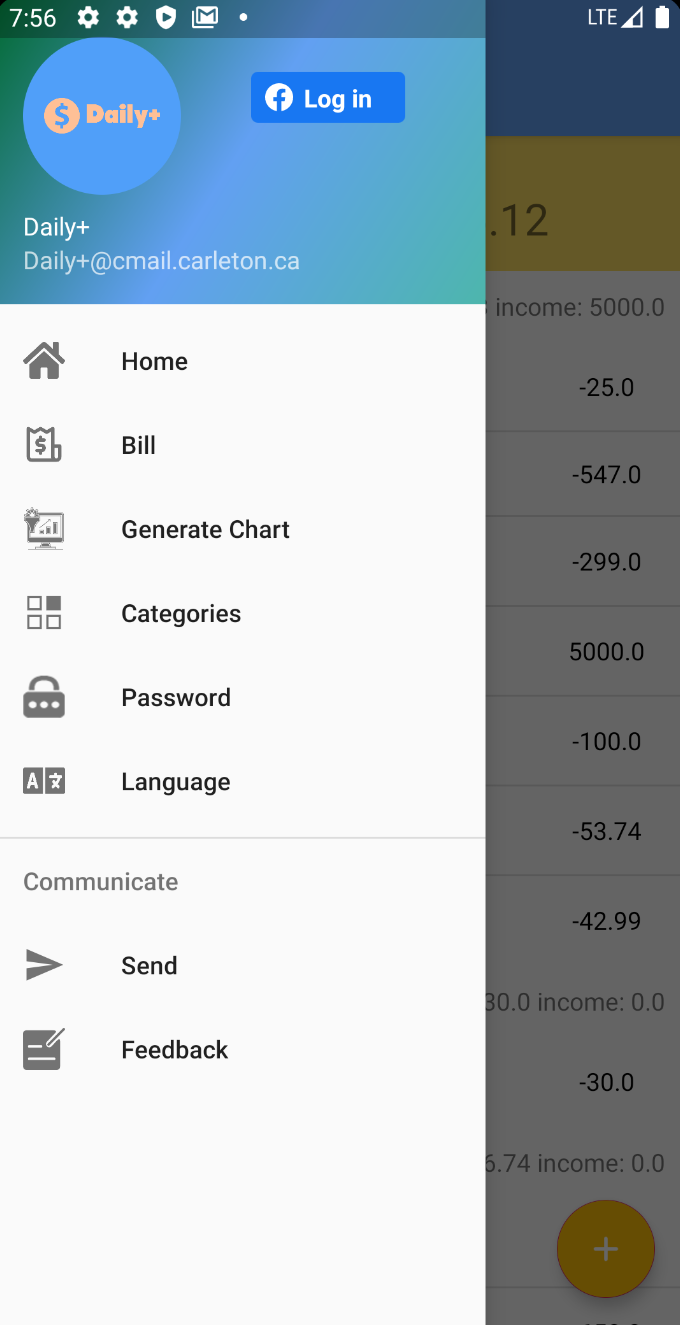 7:56
LTE
Daily+
Log in
Daily+
Daily+@cmail.carleton.ca
.12
income: 5000.0
Home
-25.0
Bill
-547.0
Generate Chart
-299.0
Categories
5000.0
Password
-100.0
Language
-53.74
Communicate
-42.99
Send
30.0 income: 0.0
Feedback
-30.0
6.74 income: 0.0
+